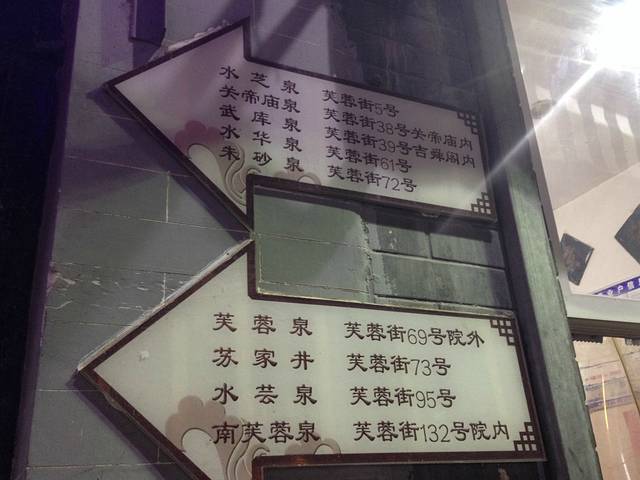 水芝泉 芙蓉街5号
关帝庙泉 芙蓉街38号关帝庙内
武库泉 芙蓉街39号吉舜阁内
水华泉 芙蓉街61号
朱砂泉 芙蓉街72号
芙蓉泉 芙蓉街69号院外
苏家井 芙蓉街73号
水芸泉 芙蓉街95号
南芙蓉泉 芙蓉街132号院内